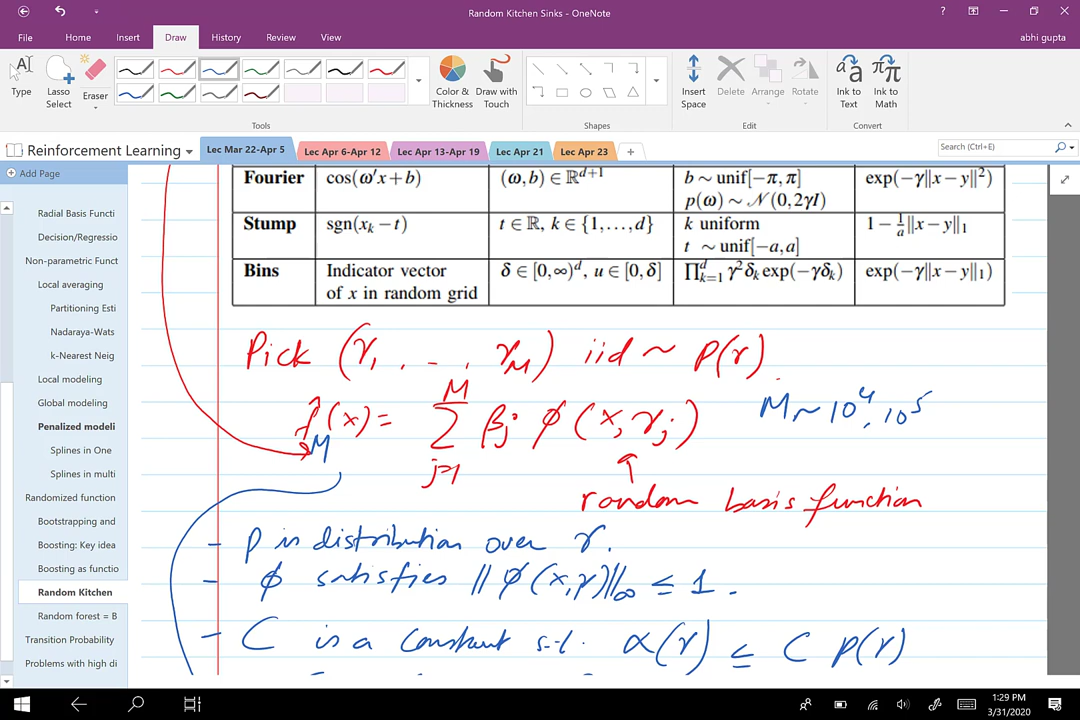 Random Kitchen Sinks - OneNote
?
File Home Insert Draw History Review View
abhi gupta
Type
Lasso Select
Eraser
Color & Thickness
Draw with Touch
Insert Space
Delete
Arrange
Rotate
Ink to Text
Ink to Math
Tools
Shapes
Edit
Convert
Reinforcement Learning
Lec Mar 22-Apr 5
Lec Apr 6-Apr 12
Lec Apr 13-Apr 19
Lec Apr 21
Lec Apr 23
+
Search (Ctrl+E)
Add Page
Radial Basis Functi
Decision/Regressio
Non-parametric Funct
Local averaging
Partitioning Esti
Nadaraya-Wats
k-Nearest Neig
Local modeling
Global modeling
Penalized modeli
Splines in One
Splines in multi
Randomized function
Bootstrapping and
Boosting: Key idea
Boosting as functio
Random Kitchen
Random forest = B
Transition Probability
Problems with high di
Fourier cos(ω′x+b) (ω,b) ∈ ℝ^{d+1} b ∼ unif[−π,π] exp(−γ‖x−y‖²)
p(ω) ∼ 𝒩(0,2γI)
Stump sgn(x_k − t) t ∈ ℝ, k ∈ {1,…,d} k uniform 1 − 1/a ‖x−y‖₁
t ∼ unif[−a,a]
Bins Indicator vector δ ∈ [0,∞)^d, u ∈ [0,δ] ∏_{k=1}^d γ²δ_k exp(−γδ_k) exp(−γ‖x−y‖₁)
of x in random grid
Pick (γ₁, . . . , γ_M) iid ~ p(γ)
f̂_M(x) = ∑_{j=1}^M β_j φ(x, γ_j) M ~ 10⁴, 10⁵
↑
random basis function
- p is distribution over γ.
- φ satisfies ‖φ(x,γ)‖_∞ ≤ 1.
- C is a constant s.t. α(γ) ≤ C p(γ)
1:29 PM
3/31/2020